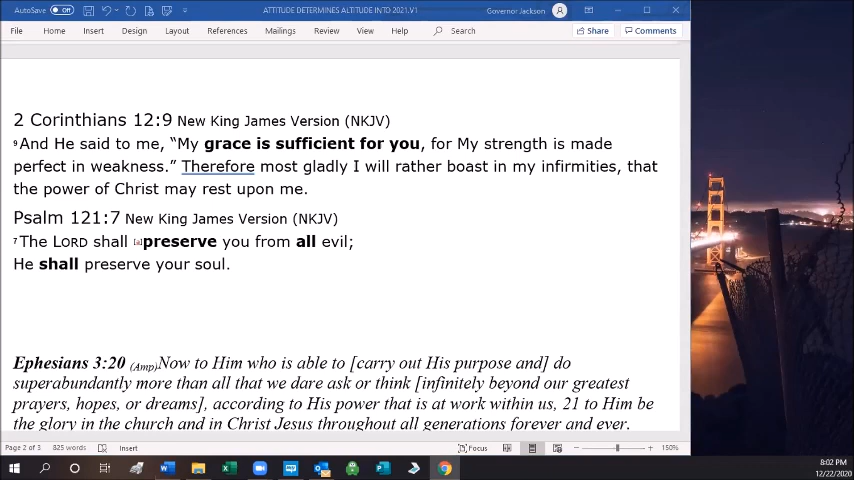 AutoSave Off ATTITUDE DETERMINES ALTITUDE INTO 2021.V1 Governor Jackson
File Home Insert Design Layout References Mailings Review View Help Search Share Comments
2 Corinthians 12:9 New King James Version (NKJV)
9 And He said to me, “My grace is sufficient for you, for My strength is made
perfect in weakness.” Therefore most gladly I will rather boast in my infirmities, that
the power of Christ may rest upon me.
Psalm 121:7 New King James Version (NKJV)
7 The LORD shall [a]preserve you from all evil;
He shall preserve your soul.
Ephesians 3:20 (Amp)Now to Him who is able to [carry out His purpose and] do
superabundantly more than all that we dare ask or think [infinitely beyond our greatest
prayers, hopes, or dreams], according to His power that is at work within us, 21 to Him be
the glory in the church and in Christ Jesus throughout all generations forever and ever.
Page 2 of 3 825 words Insert Focus 150%
8:02 PM
12/22/2020